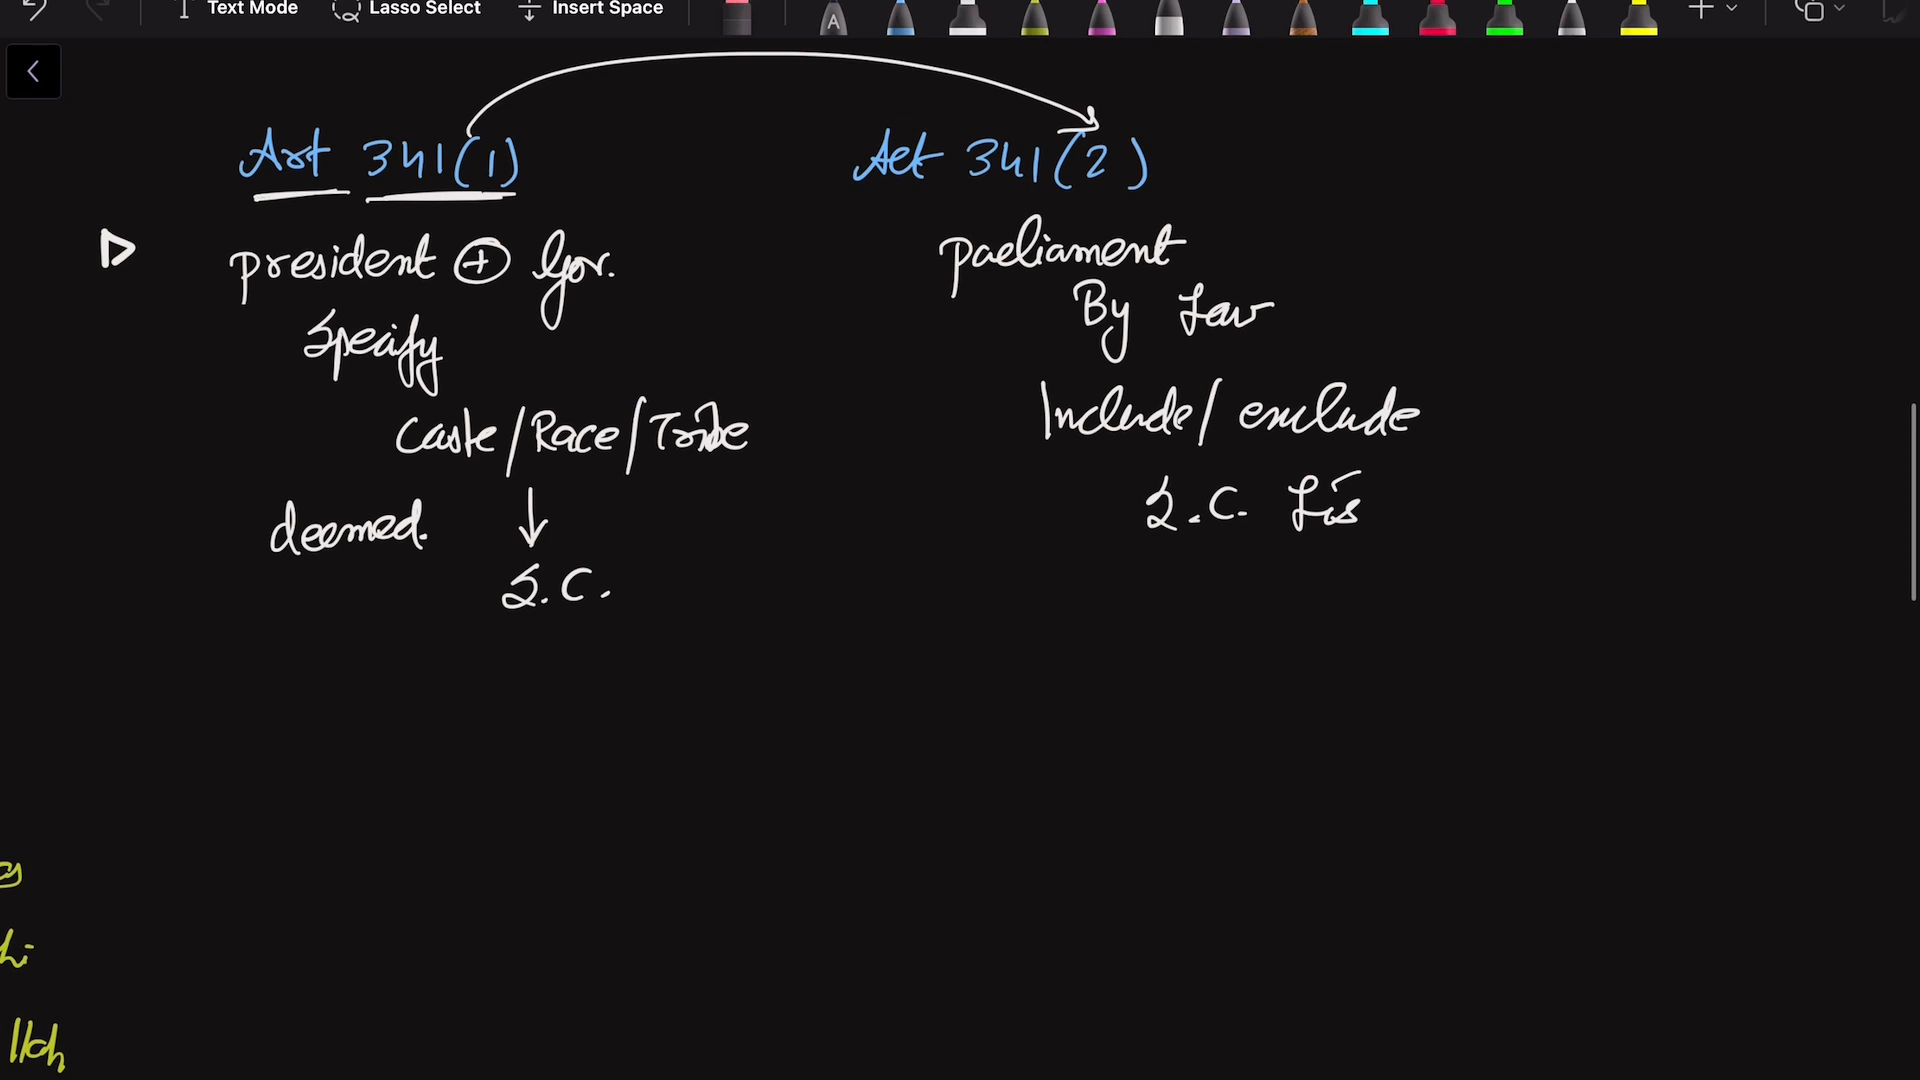 Text Mode Lasso Select Insert Space
A
Art 341(1)
president + Gov.
Specify
Caste/Race/Tribe
deemed.
S.C.
Art 341(2)
parliament
By Law
Include/exclude
S.C. Lis